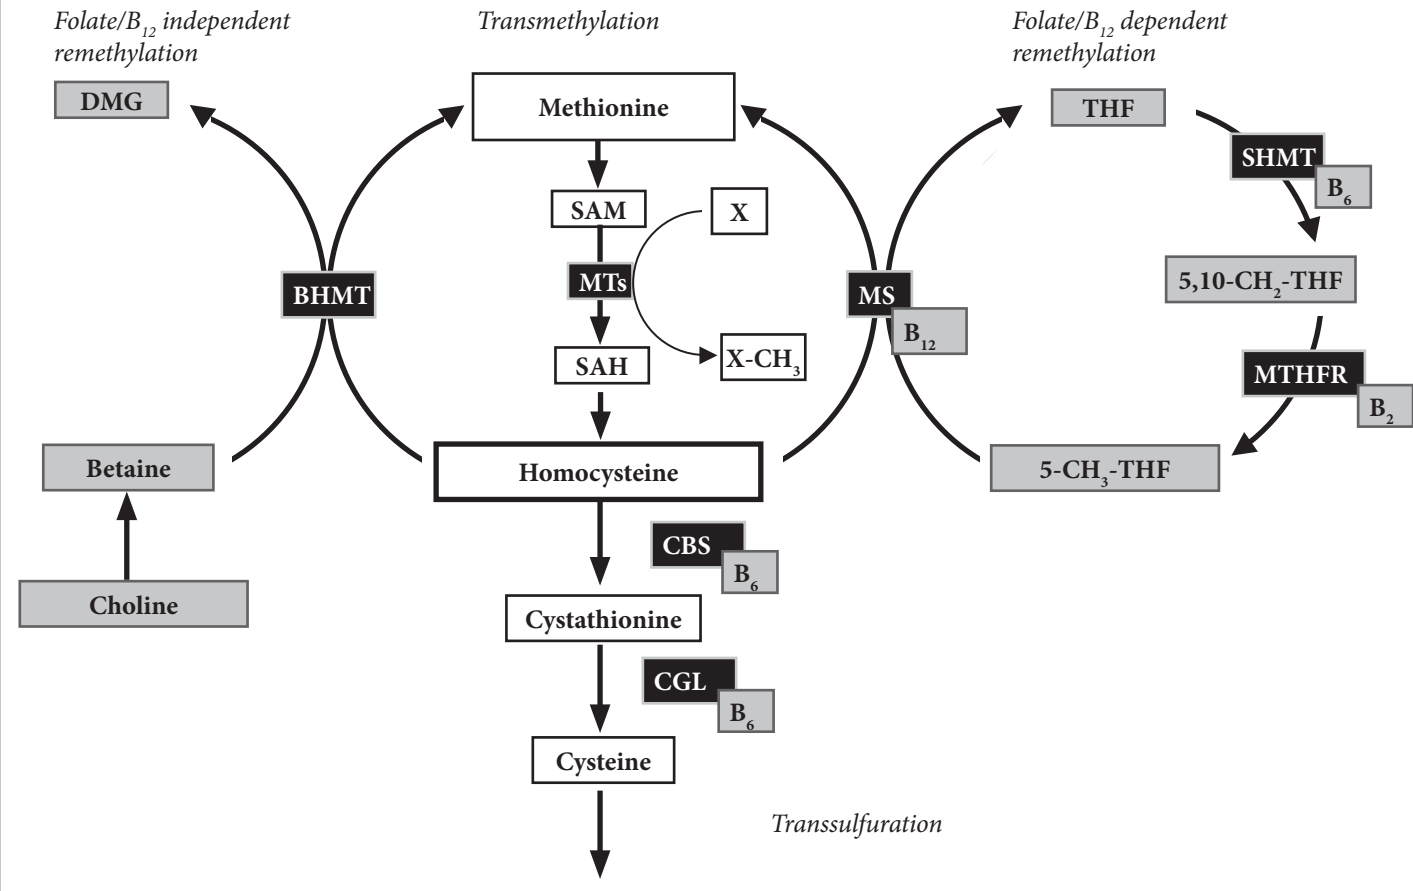 Folate/B₁₂ independent
remethylation
Transmethylation
Folate/B₁₂ dependent
remethylation
DMG
Methionine
THF
SHMT
B₆
SAM
X
5,10-CH₂-THF
BHMT
MTs
MS
B₁₂
SAH
X-CH₃
MTHFR
B₂
Betaine
Homocysteine
5-CH₃-THF
CBS
B₆
Choline
Cystathionine
CGL
B₆
Cysteine
Transsulfuration